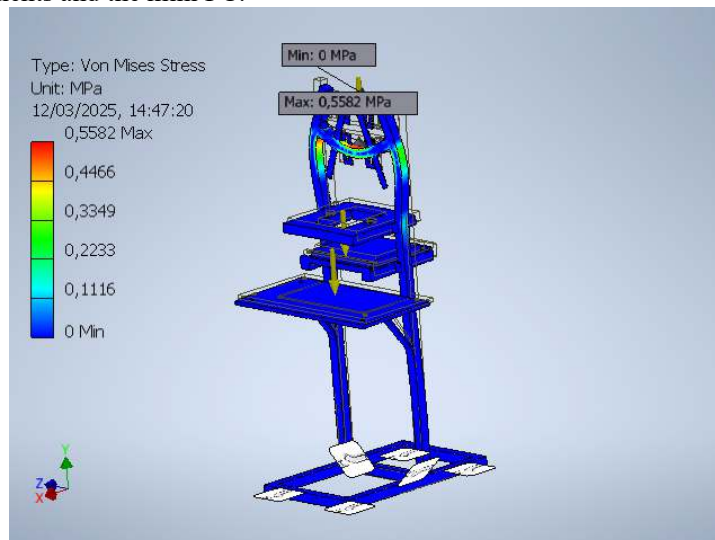 Type: Von Mises Stress
Unit: MPa
12/03/2025, 14:47:20
0,5582 Max
0,4466
0,3349
0,2233
0,1116
0 Min
Min: 0 MPa
Max: 0,5582 MPa
Y
Z
X